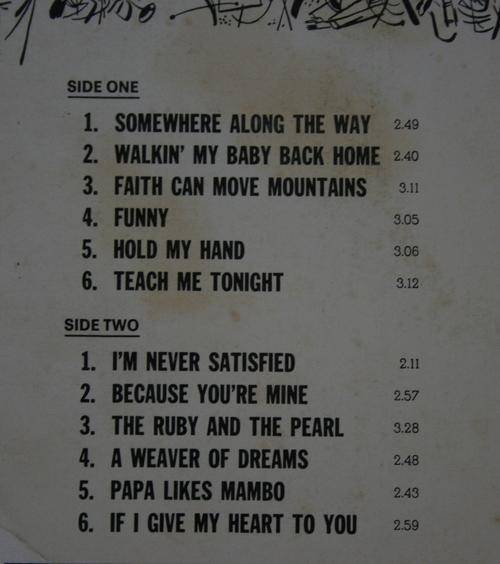 SIDE ONE
1. SOMEWHERE ALONG THE WAY 2.49
2. WALKIN' MY BABY BACK HOME 2.40
3. FAITH CAN MOVE MOUNTAINS 3.11
4. FUNNY 3.05
5. HOLD MY HAND 3.06
6. TEACH ME TONIGHT 3.12
SIDE TWO
1. I'M NEVER SATISFIED 2.11
2. BECAUSE YOU'RE MINE 2.57
3. THE RUBY AND THE PEARL 3.28
4. A WEAVER OF DREAMS 2.48
5. PAPA LIKES MAMBO 2.43
6. IF I GIVE MY HEART TO YOU 2.59